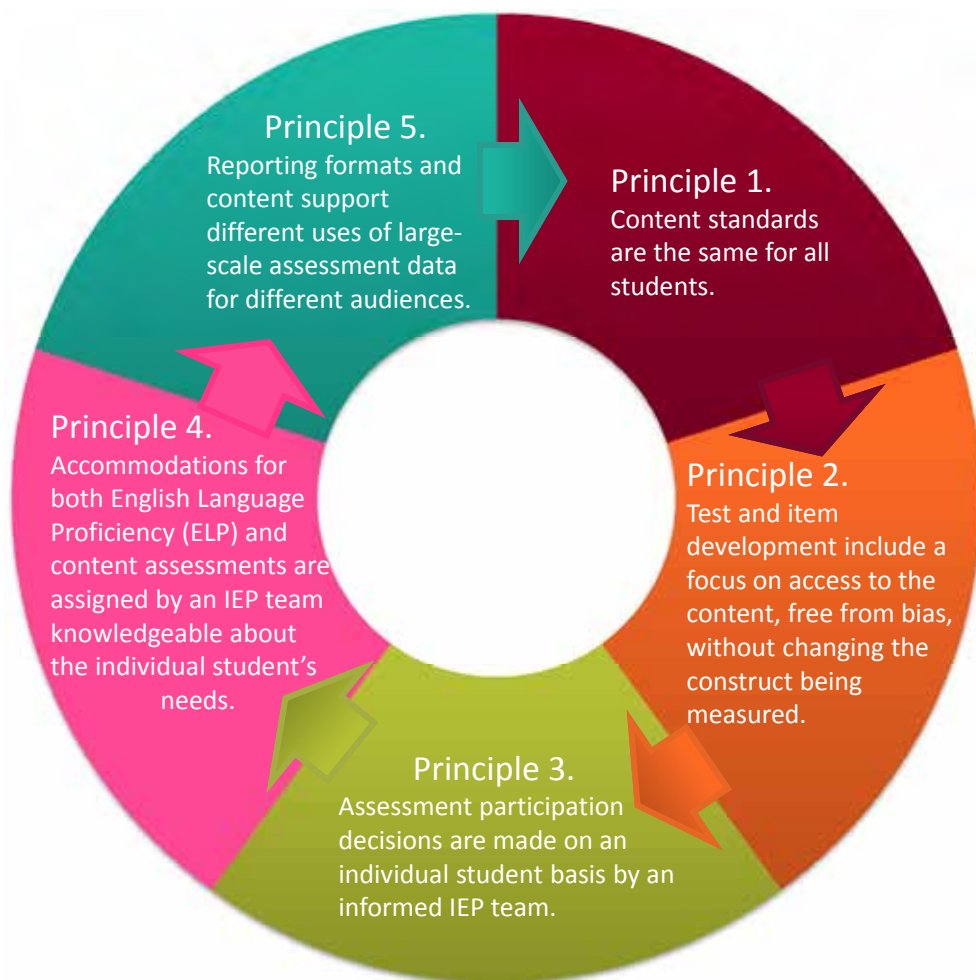 Principle 1.
Content standards
are the same for all
students.
Principle 2.
Test and item
development include a
focus on access to the
content, free from bias,
without changing the
construct being
measured.
Principle 3.
Assessment participation
decisions are made on an
individual student basis by an
informed IEP team.
Principle 4.
Accommodations for
both English Language
Proficiency (ELP) and
content assessments are
assigned by an IEP team
knowledgeable about
the individual student’s
needs.
Principle 5.
Reporting formats and
content support
different uses of large-
scale assessment data
for different audiences.